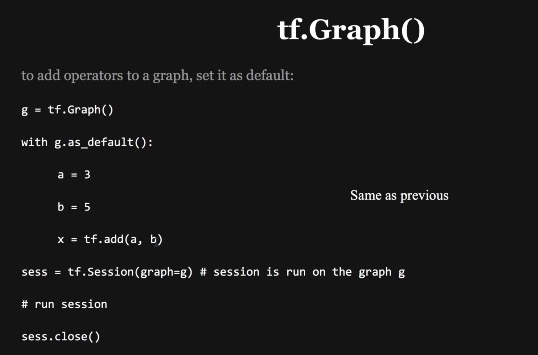 tf.Graph()
to add operators to a graph, set it as default:
g = tf.Graph()
with g.as_default():
a = 3
b = 5
Same as previous
x = tf.add(a, b)
sess = tf.Session(graph=g) # session is run on the graph g
# run session
sess.close()